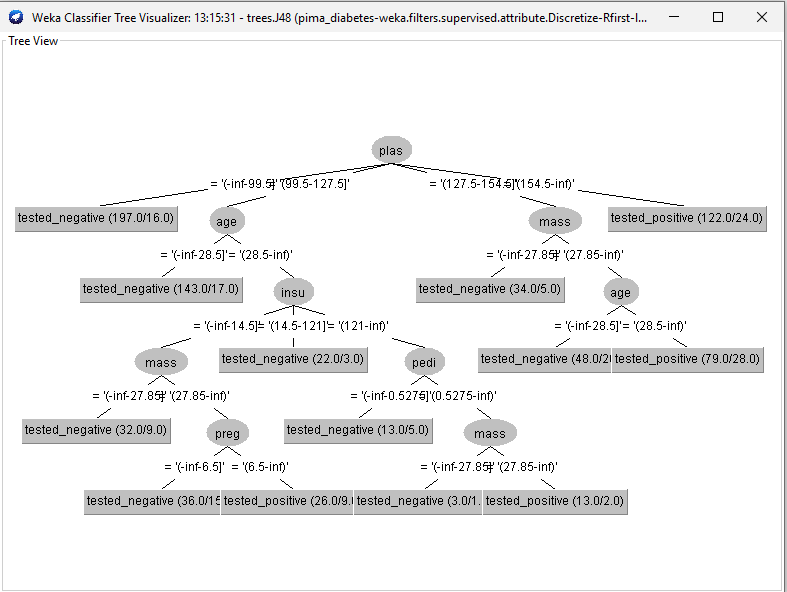 Weka Classifier Tree Visualizer: 13:15:31 - trees.J48 (pima_diabetes-weka.filters.supervised.attribute.Discretize-Rfirst-l...
Tree View
plas
= '(-inf-99.5]' '(99.5-127.5]' = '(127.5-154.5]' '(154.5-inf)'
tested_negative (197.0/16.0) age mass tested_positive (122.0/24.0)
= '(-inf-28.5]' = '(28.5-inf)' = '(-inf-27.85]' '(27.85-inf)'
tested_negative (143.0/17.0) insu tested_negative (34.0/5.0) age
= '(-inf-14.5]' = '(14.5-121]' = '(121-inf)' = '(-inf-28.5]' = '(28.5-inf)'
mass tested_negative (22.0/3.0) pedi tested_negative (48.0/2 tested_positive (79.0/28.0)
= '(-inf-27.85]' '(27.85-inf)' = '(-inf-0.5275]' '(0.5275-inf)'
tested_negative (32.0/9.0) preg tested_negative (13.0/5.0) mass
= '(-inf-6.5]' = '(6.5-inf)' = '(-inf-27.85]' '(27.85-inf)'
tested_negative (36.0/15 tested_positive (26.0/9. tested_negative (3.0/1. tested_positive (13.0/2.0)